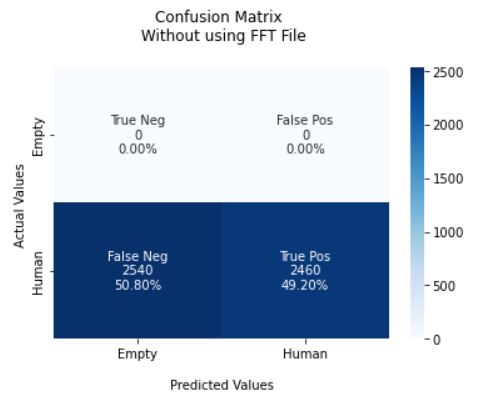 Confusion Matrix
Without using FFT File
Actual Values
Empty
Human
True Neg
0
0.00%
False Pos
0
0.00%
False Neg
2540
50.80%
True Pos
2460
49.20%
Empty
Human
Predicted Values
2500
2000
1500
1000
500
0